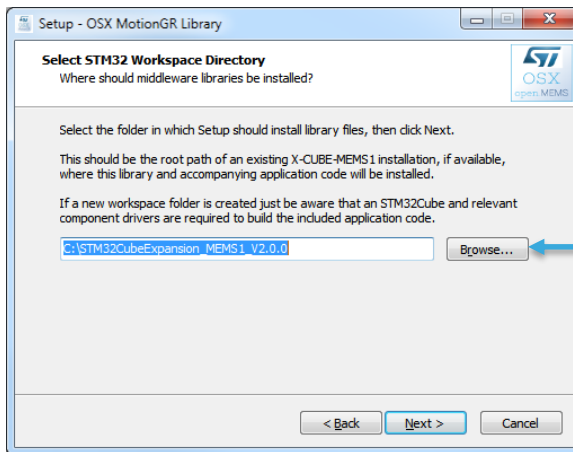 Setup - OSX MotionGR Library
Select STM32 Workspace Directory
Where should middleware libraries be installed?
OSX
open.MEMS
Select the folder in which Setup should install library files, then click Next.
This should be the root path of an existing X-CUBE-MEMS1 installation, if available,
where this library and accompanying application code will be installed.
If a new workspace folder is created just be aware that an STM32Cube and relevant
component drivers are required to build the included application code.
C:\STM32CubeExpansion_MEMS1_V2.0.0
Browse...
< Back
Next >
Cancel